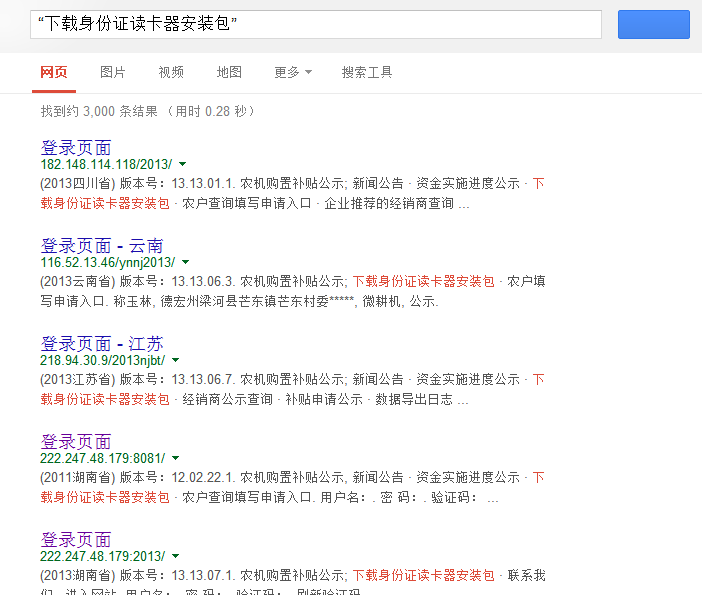 “下载身份证读卡器安装包”
网页 图片 视频 地图 更多 搜索工具
找到约 3,000 条结果 （用时 0.28 秒）
登录页面
182.148.114.118/2013/
(2013四川省) 版本号：13.13.01.1. 农机购置补贴公示; 新闻公告 · 资金实施进度公示 · 下
载身份证读卡器安装包 · 农户查询填写申请入口 · 企业推荐的经销商查询 ...
登录页面 - 云南
116.52.13.46/ynnj2013/
(2013云南省) 版本号：13.13.06.3. 农机购置补贴公示; 下载身份证读卡器安装包 · 农户填
写申请入口. 称玉林, 德宏州梁河县芒东镇芒东村委*****, 微耕机, 公示.
登录页面 - 江苏
218.94.30.9/2013njbt/
(2013江苏省) 版本号：13.13.06.7. 农机购置补贴公示; 新闻公告 · 资金实施进度公示 · 下
载身份证读卡器安装包 · 经销商公示查询 · 补贴申请公示 · 数据导出日志 ...
登录页面
222.247.48.179:8081/
(2011湖南省) 版本号：12.02.22.1. 农机购置补贴公示, 新闻公告 · 资金实施进度公示 · 下
载身份证读卡器安装包 · 农户查询填写申请入口. 用户名：. 密 码：. 验证码： ...
登录页面
222.247.48.179:2013/
(2013湖南省) 版本号：13.13.07.1. 农机购置补贴公示; 下载身份证读卡器安装包 · 联系我
们. 进入网站. 用户名：. 密 码：. 验证码：. 刷新验证码.